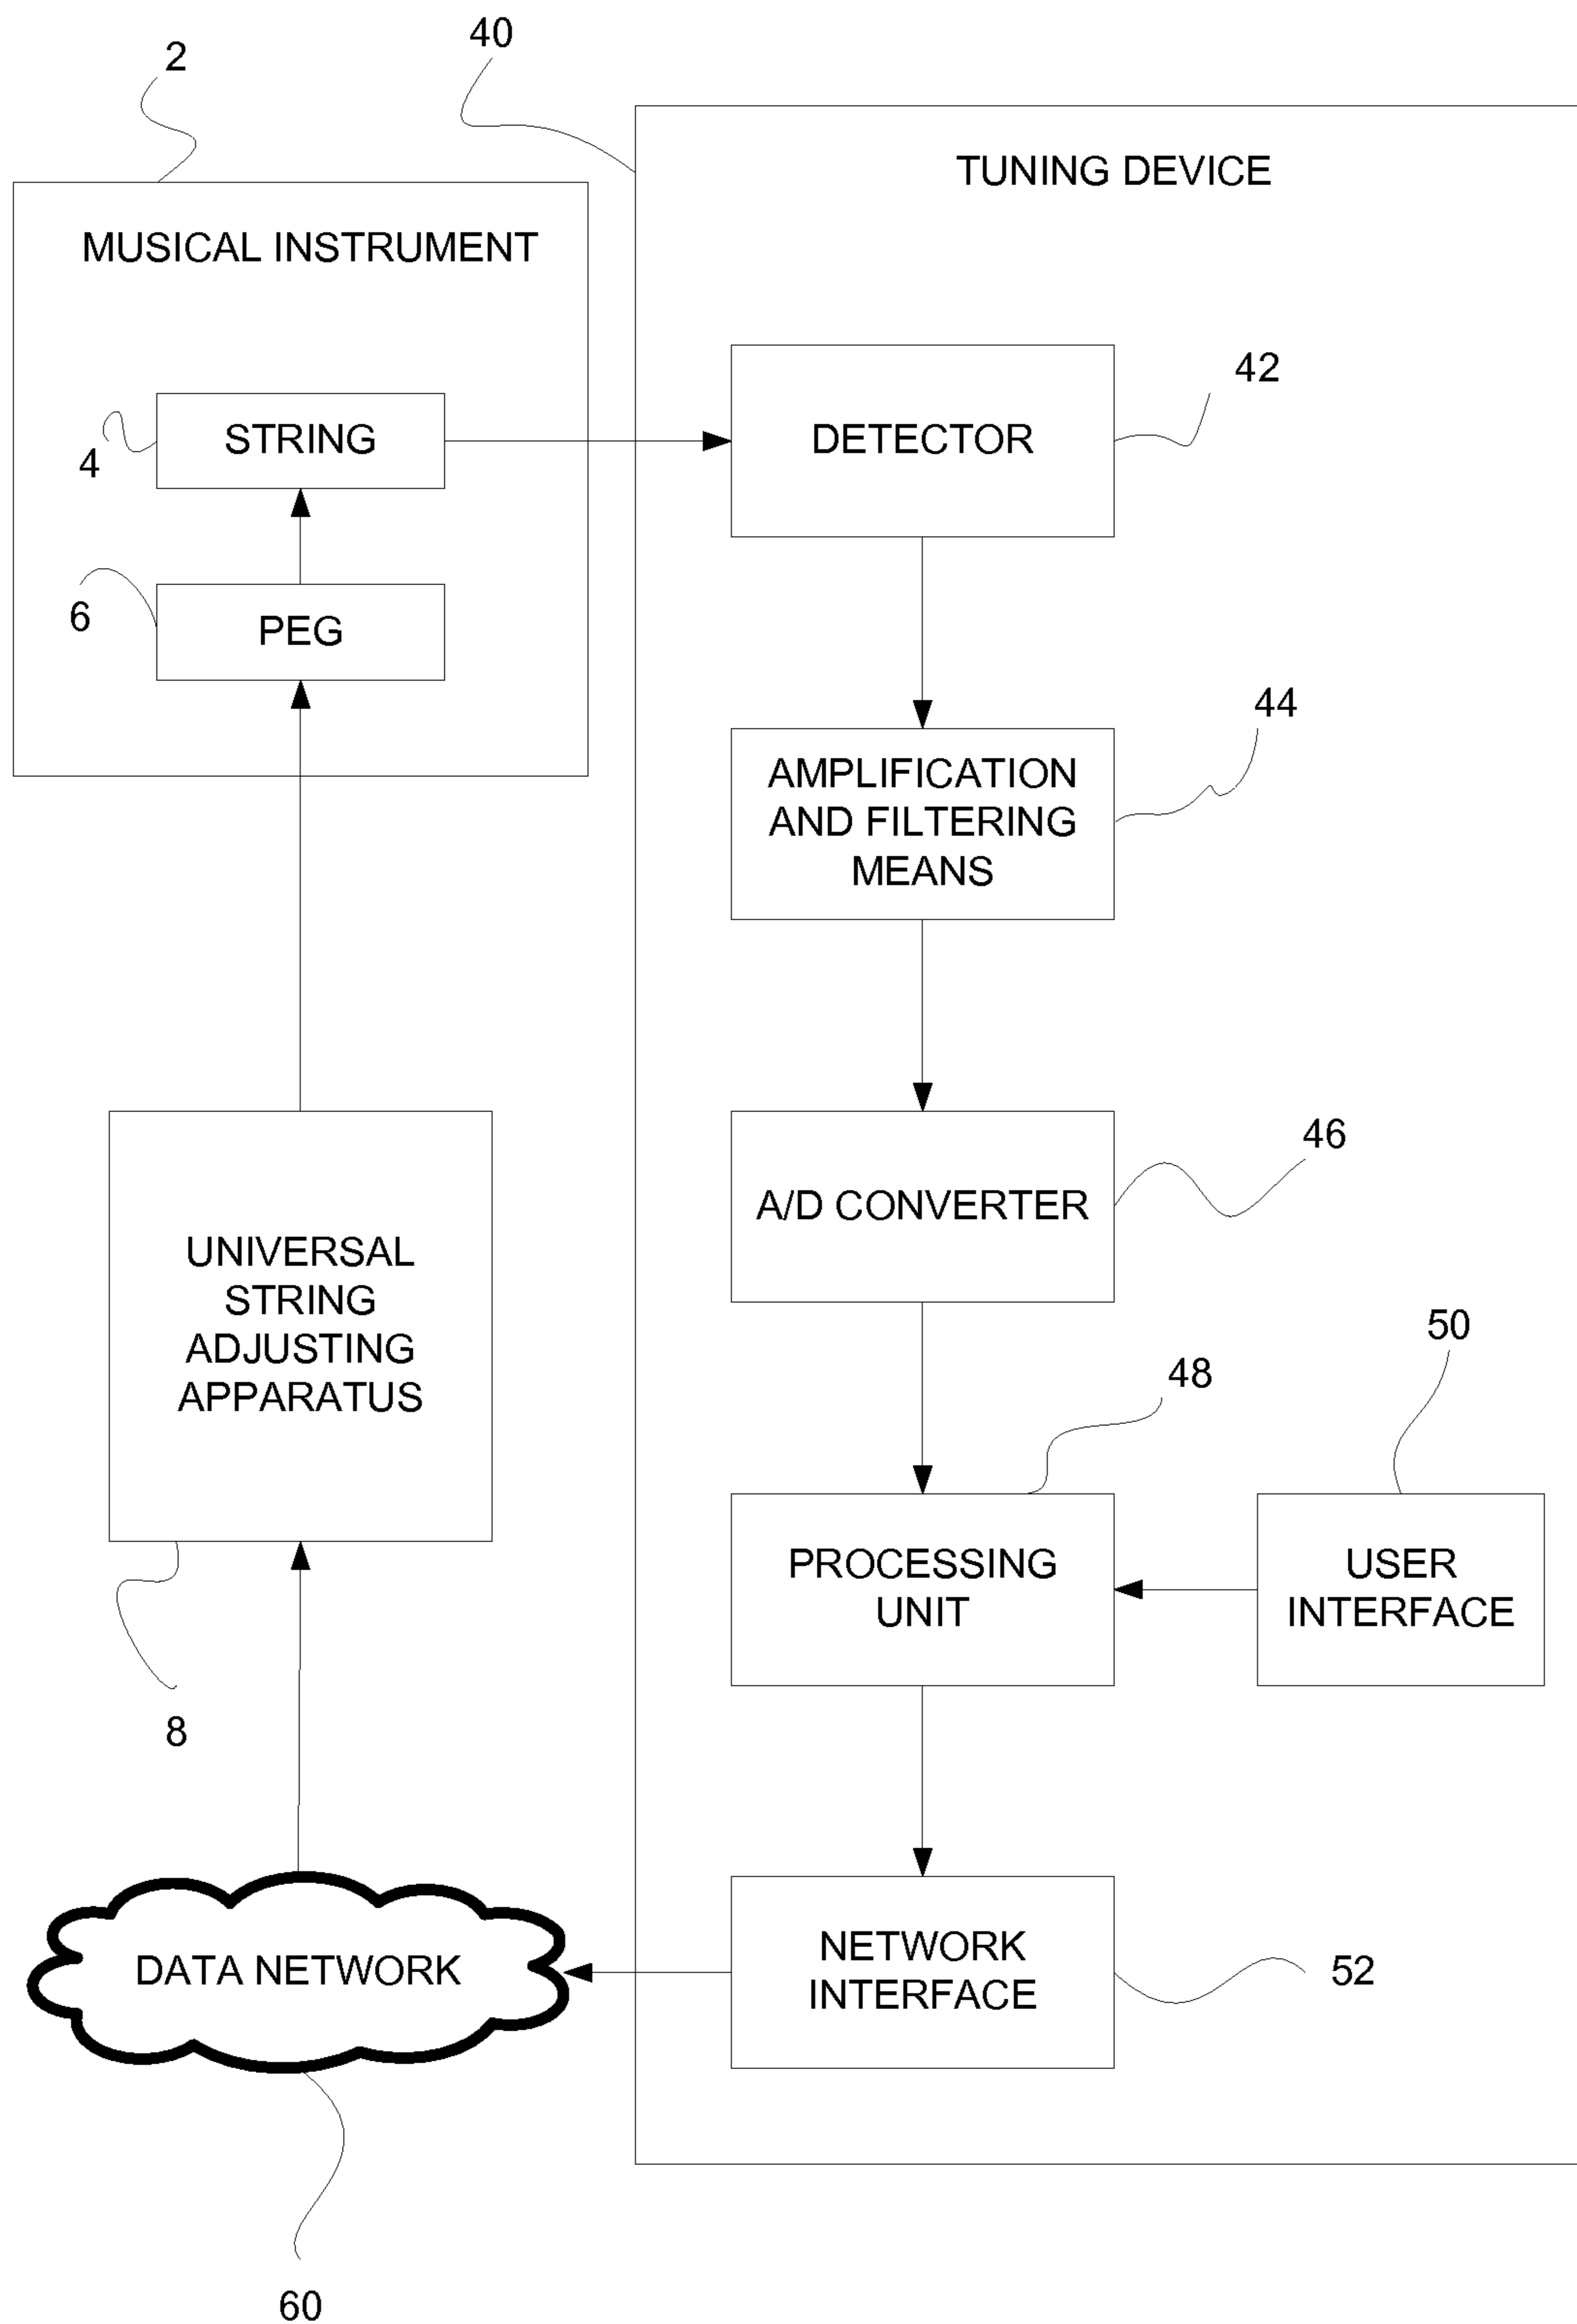 40
2
TUNING DEVICE
MUSICAL INSTRUMENT
42
STRING
DETECTOR
4
6
PEG
44
AMPLIFICATION
AND FILTERING
MEANS
46
A/D CONVERTER
UNIVERSAL
STRING
ADJUSTING
APPARATUS
50
48
PROCESSING
UNIT
USER
INTERFACE
8
NETWORK
INTERFACE
DATA NETWORK
52
60